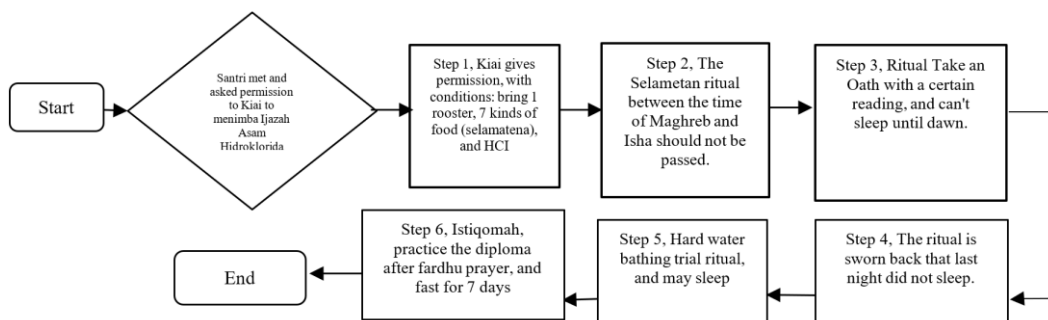 Start
Santri met and
asked permission
to Kiai to
menimba Ijazah
Asam
Hidroklorida
Step 1, Kiai gives
permission, with
conditions: bring 1
rooster, 7 kinds of
food (selamatena),
and HCI
Step 2, The
Selametan ritual
between the time
of Maghreb and
Isha should not be
passed.
Step 3, Ritual Take an
Oath with a certain
reading, and can't
sleep until dawn.
Step 4, The ritual is
sworn back that last
night did not sleep.
Step 5, Hard water
bathing trial ritual,
and may sleep
Step 6, Istiqomah,
practice the diploma
after fardhu prayer, and
fast for 7 days
End